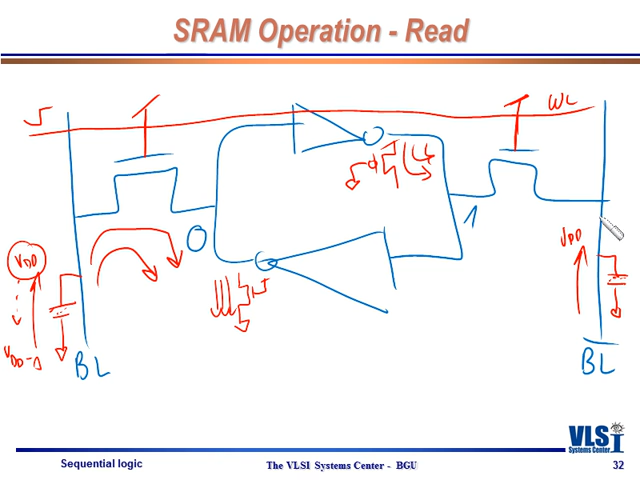 SRAM Operation - Read
WL
0
1
VDD
VDD
VDD-Δ
BL
BL
VLSI
Systems Center
Sequential logic
The VLSI Systems Center - BGU
32